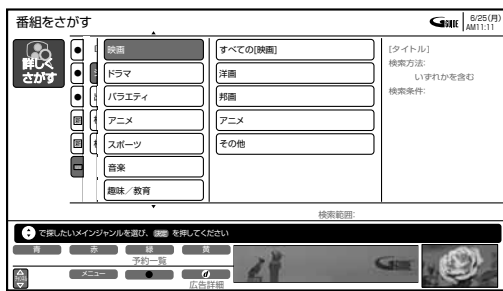 番組をさがす
GUIDE
6/25(月)
AM11:11
詳しく
さがす
映画
ドラマ
バラエティ
アニメ
スポーツ
音楽
趣味／教育
すべての[映画]
洋画
邦画
アニメ
その他
[タイトル]
検索方法:
いずれかを含む
検索条件:
検索範囲:
で探したいメインジャンルを選び、決定 を押してください
青
赤
緑
黄
予約一覧
メニュー
d
広告詳細